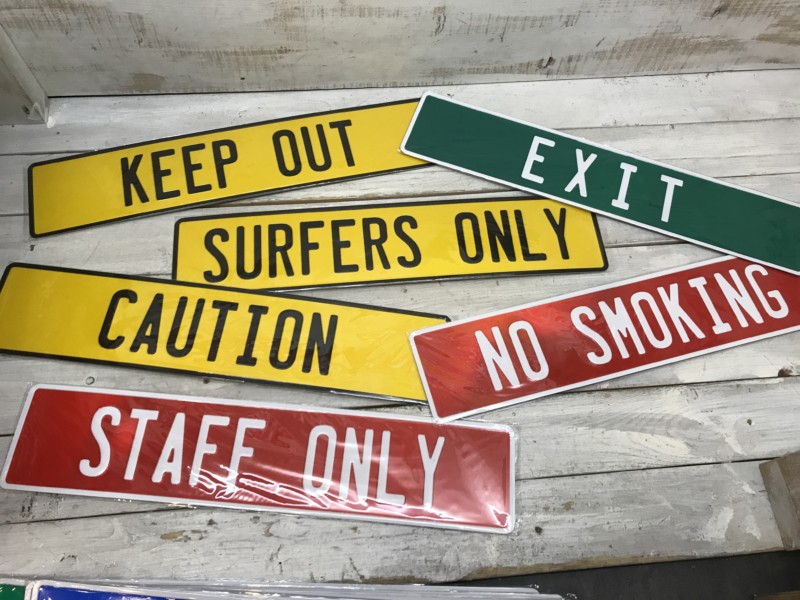 KEEP OUT
EXIT
SURFERS ONLY
CAUTION
NO SMOKING
STAFF ONLY